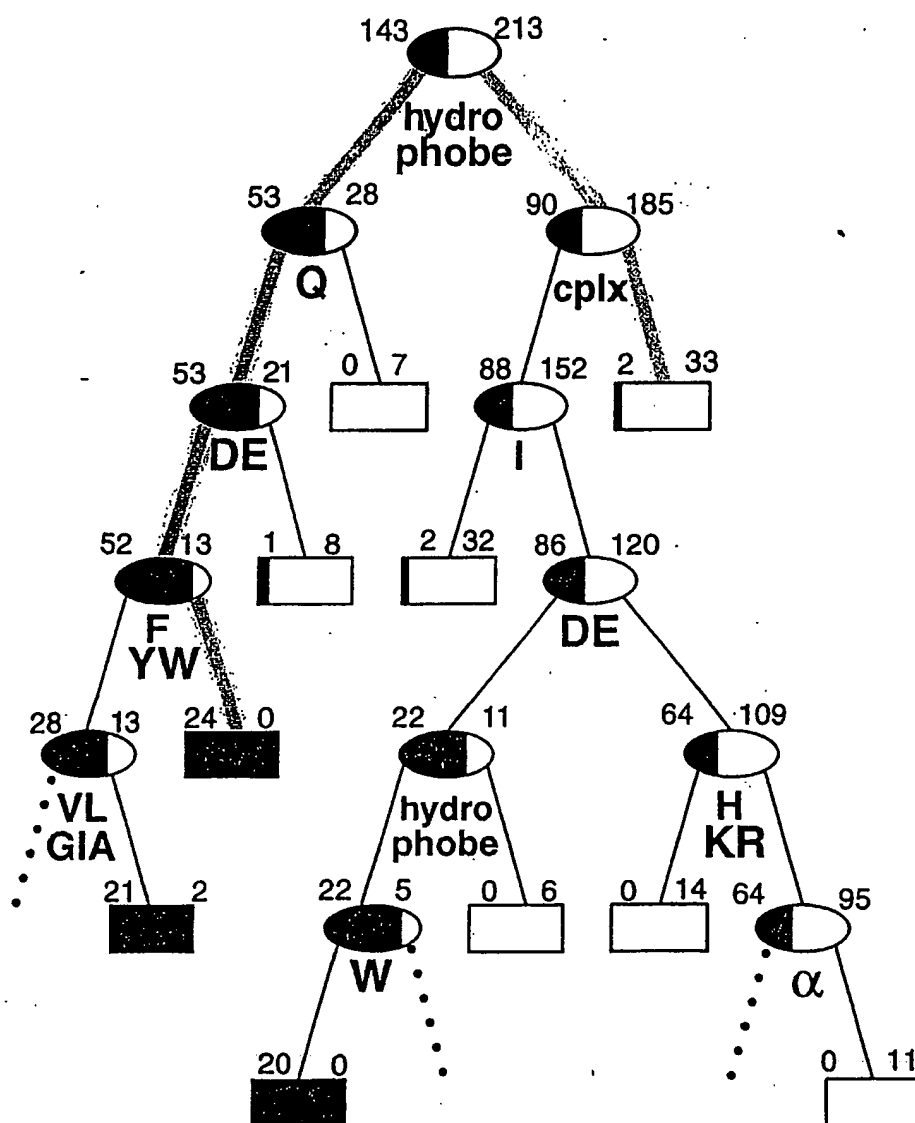 143 213
hydro
phobe
53 28 90 185
Q cplx
53 21 0 7 88 152 2 33
DE I
52 13 1 8 2 32 86 120
F DE
YW
28 13 24 0 22 11 64 109
VL hydro H
GIA phobe KR
21 2 22 5 0 6 0 14 64 95
W α
20 0 0 11